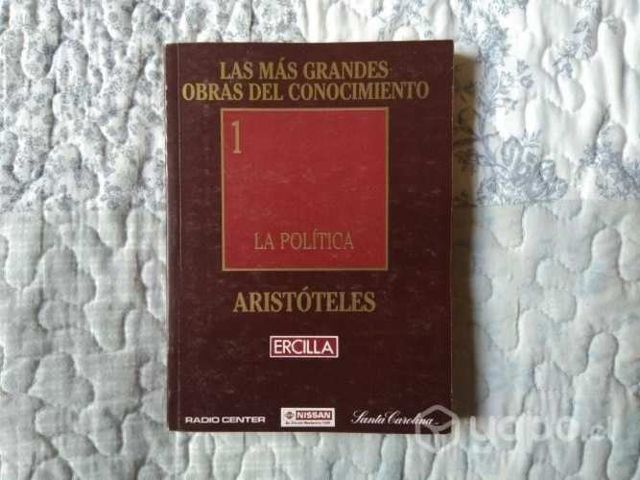 LAS MÁS GRANDES
OBRAS DEL CONOCIMIENTO
1
LA POLÍTICA
ARISTÓTELES
ERCILLA
RADIO CENTER
NISSAN
Santa Carolina